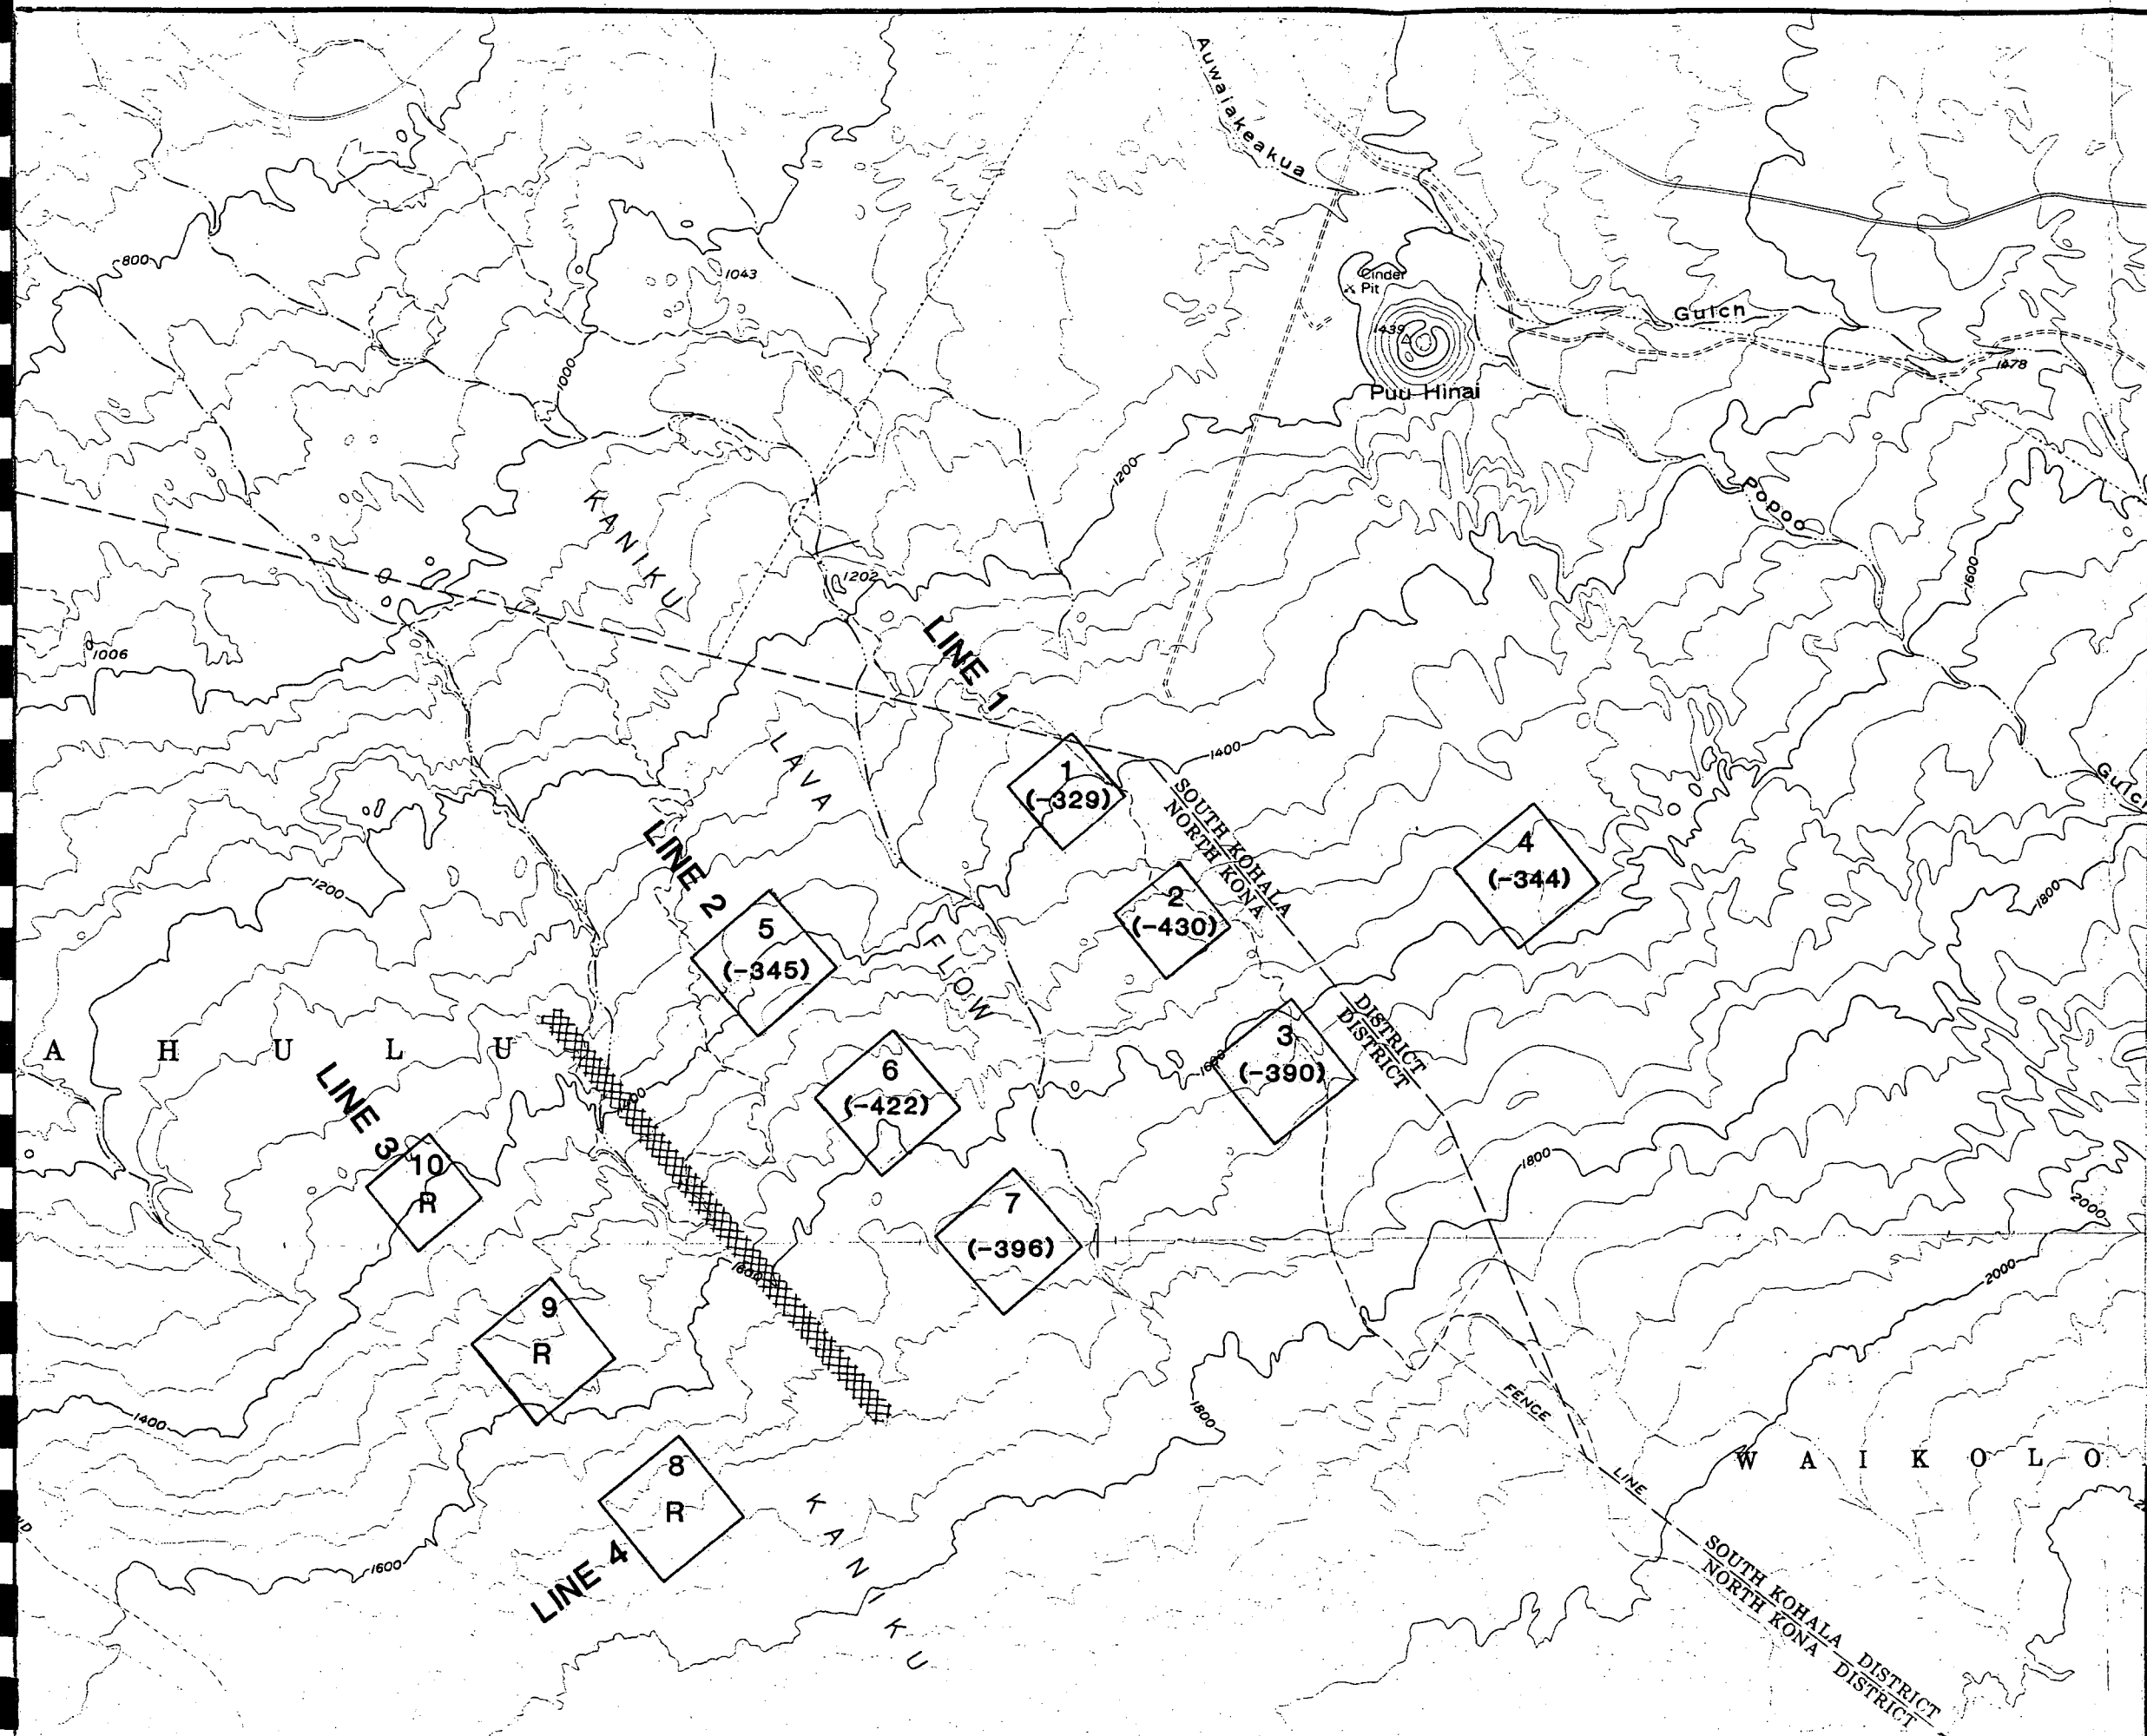 Auwaiakeakua
800
1043
Cinder
Pit
1439
Puu Hinai
Gulch
1478
1000
1200
KANIKU
Popoo
1600
1202
1006
LINE 1
LAVA
1400
1
(-329)
SOUTH KOHALA
NORTH KONA
Gulch
LINE 2
4
(-344)
1200
2
(-430)
1800
5
(-345)
FLOW
DISTRICT
DISTRICT
A H U L U
3
(-390)
1600
LINE 3
6
(-422)
10
R
1800
7
(-396)
2000
1600
2000
9
R
1400
1800
FENCE
LINE
WAIKOLO
8
R
KANIKU
LINE 4
1600
SOUTH KOHALA DISTRICT
NORTH KONA DISTRICT